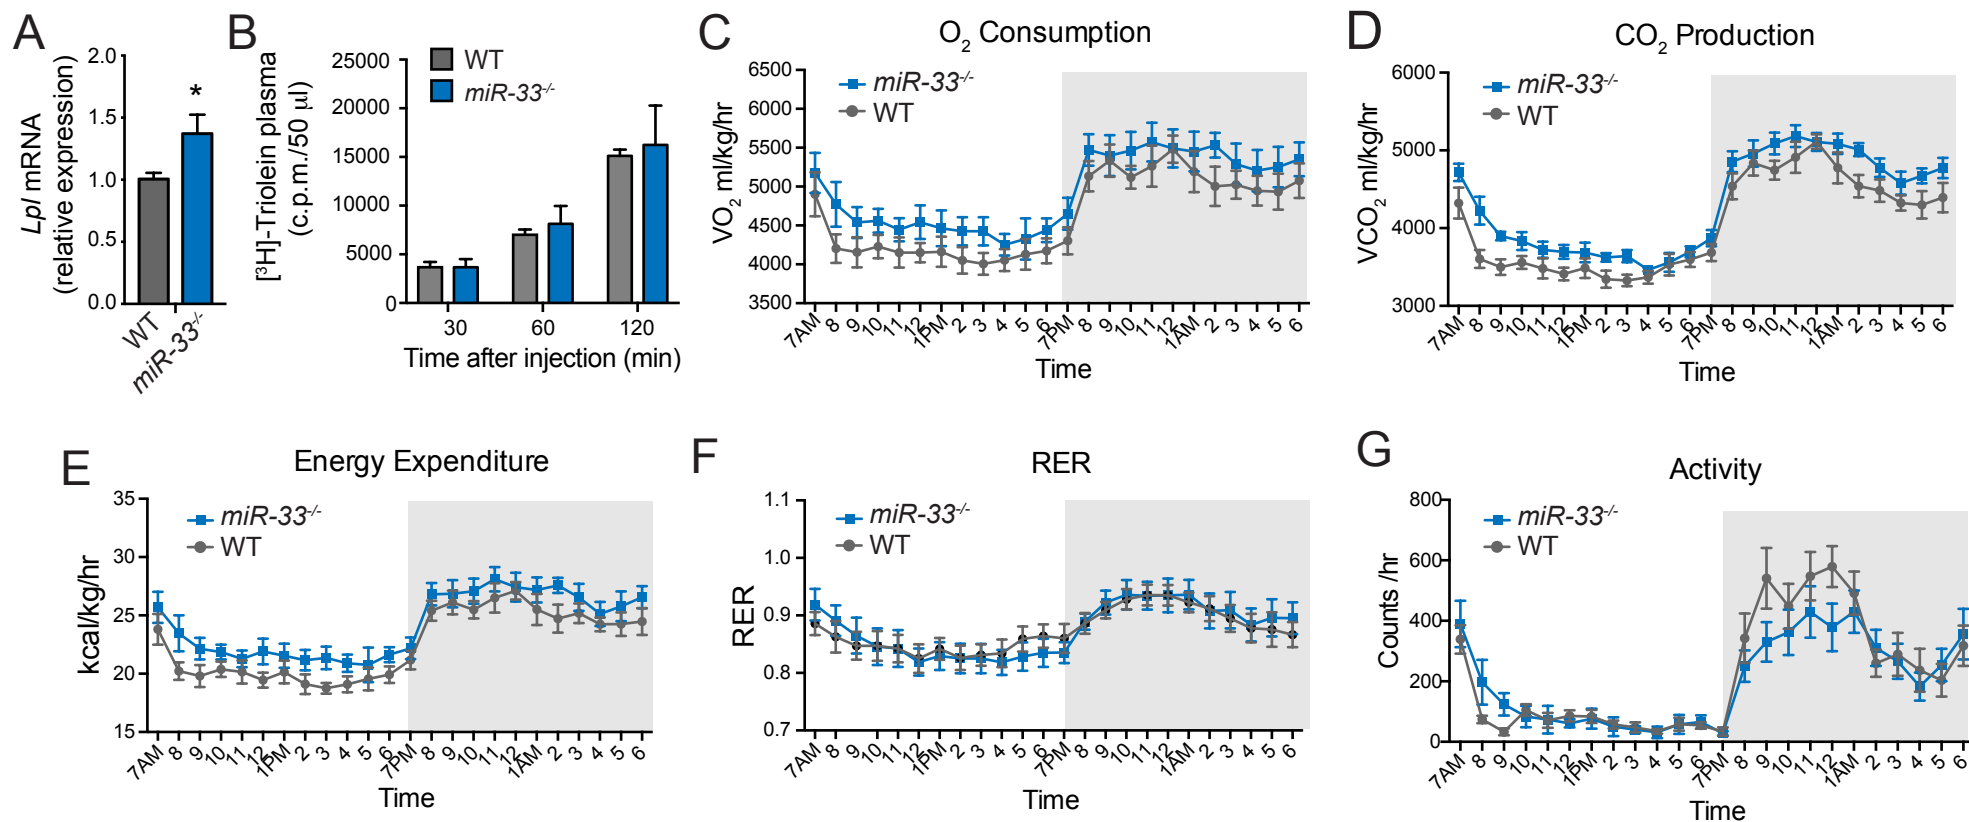 A
Lpl mRNA
(relative expression)
2.0
1.5
1.0
0.5
0.0
*
WT
miR-33-/-
B
[3H]-Triolein plasma
(c.p.m./50 µl)
25000
20000
15000
10000
5000
0
WT
miR-33-/-
30 60 120
Time after injection (min)
C
O2 Consumption
VO2 ml/kg/hr
6500
6000
5500
5000
4500
4000
3500
miR-33-/-
WT
7AM 8 9 10 11 12 1PM 2 3 4 5 6 7PM 8 9 10 11 12 1AM 2 3 4 5 6
Time
D
CO2 Production
VCO2 ml/kg/hr
6000
5000
4000
3000
miR-33-/-
WT
7AM 8 9 10 11 12 1PM 2 3 4 5 6 7PM 8 9 10 11 12 1AM 2 3 4 5 6
Time
E
Energy Expenditure
kcal/kg/hr
35
30
25
20
15
miR-33-/-
WT
7AM 8 9 10 11 12 1PM 2 3 4 5 6 7PM 8 9 10 11 12 1AM 2 3 4 5 6
Time
F
RER
RER
1.1
1.0
0.9
0.8
0.7
miR-33-/-
WT
7AM 8 9 10 11 12 1PM 2 3 4 5 6 7PM 8 9 10 11 12 1AM 2 3 4 5 6
Time
G
Activity
Counts /hr
800
600
400
200
0
miR-33-/-
WT
7AM 8 9 10 11 12 1PM 2 3 4 5 6 7PM 8 9 10 11 12 1AM 2 3 4 5 6
Time